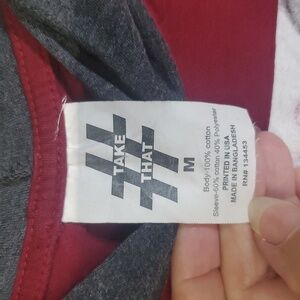 #
TAKE
THAT
M
Body-100% cotton
Sleeve-60% cotton 40% Polyester
PRINTED IN USA
MADE IN BANGLADESH
RN# 134453